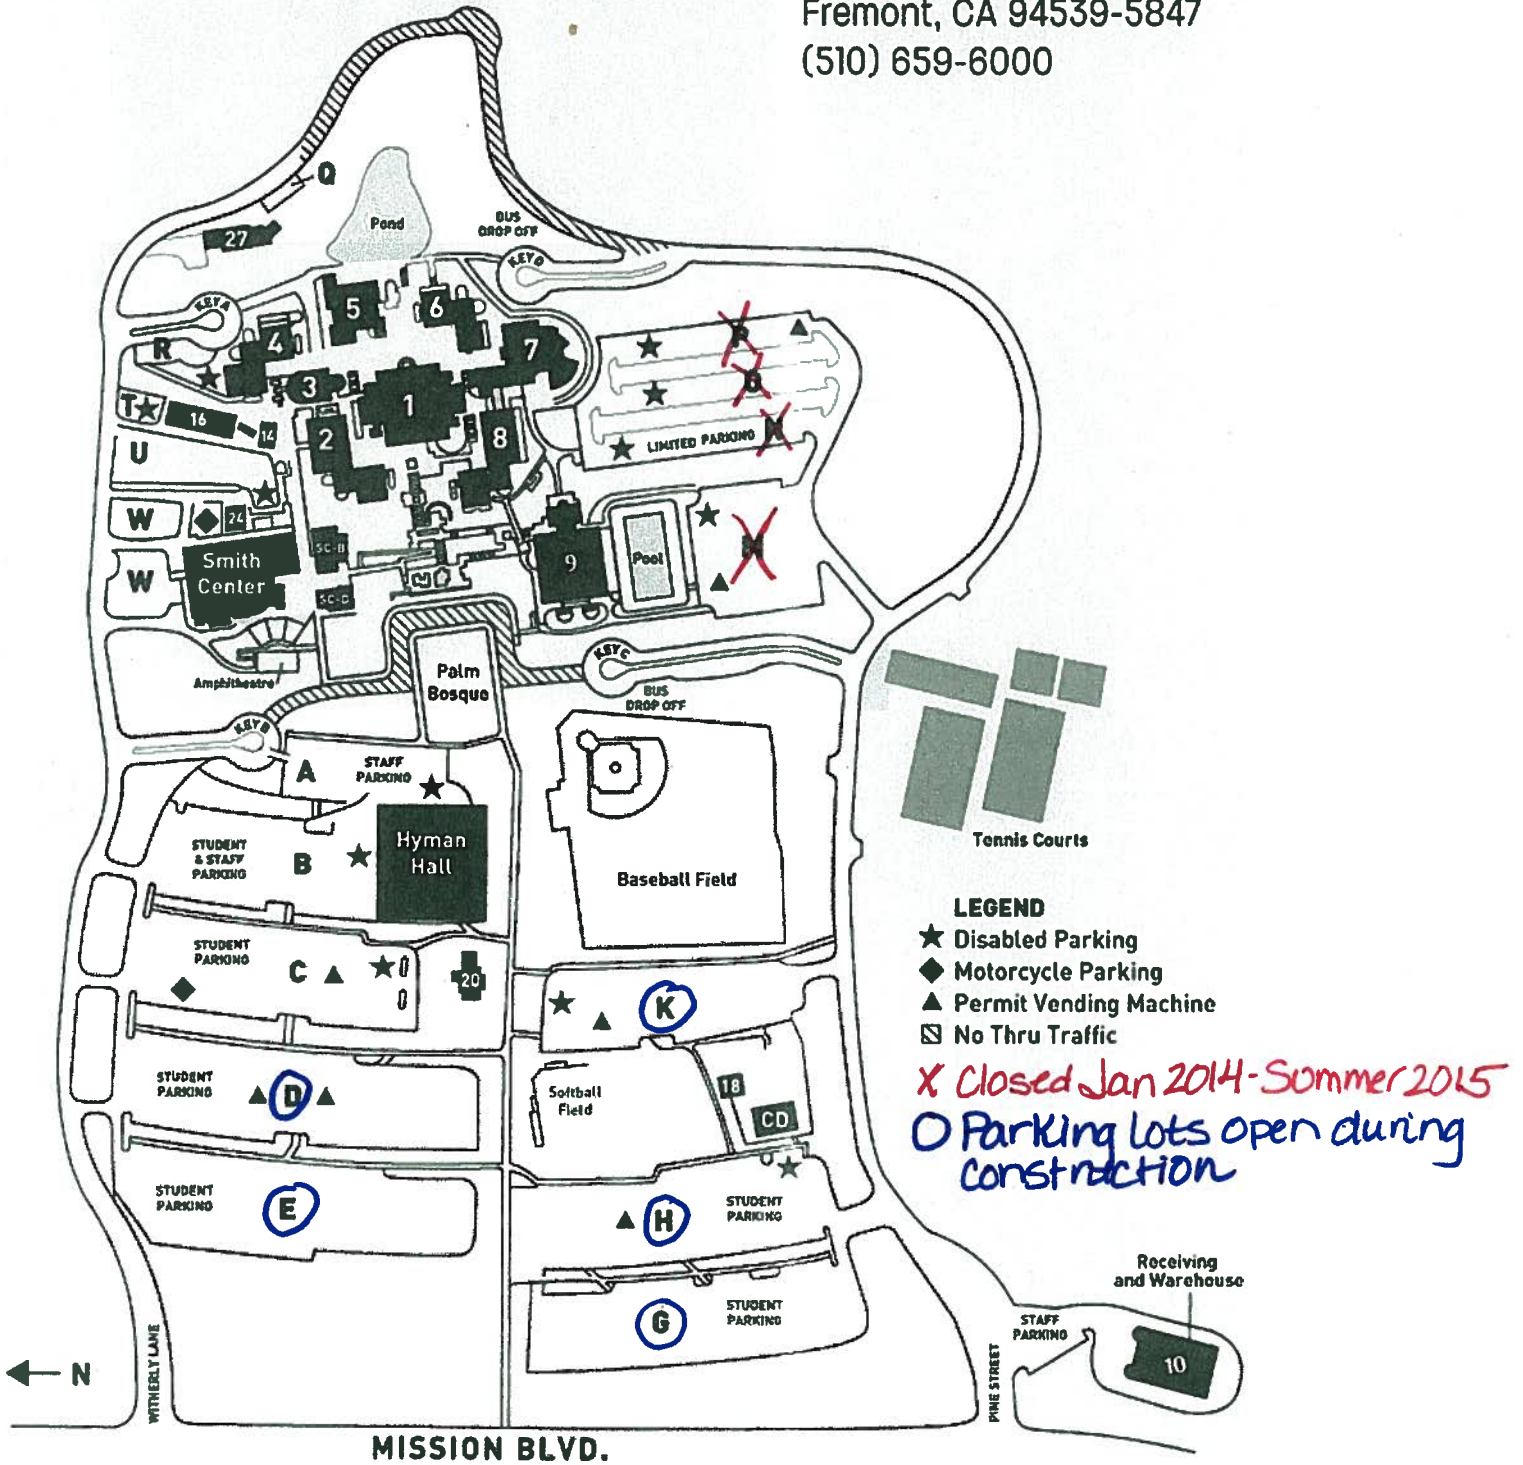 Fremont, CA 94539-5847
(510) 659-6000
Q
Pond
BUS
DROP OFF
27
KEY D
KEY A
5
6
4
R
7
3
1
T
16
14
2
8
LIMITED PARKING
U
W
24
SC-B
Smith
Center
9
Pool
W
SC-C
Palm
Bosque
KEY C
Amphitheatre
BUS
DROP OFF
KEY B
A
STAFF
PARKING
Tennis Courts
STUDENT
& STAFF
PARKING
B
Hyman
Hall
Baseball Field
LEGEND
Disabled Parking
Motorcycle Parking
Permit Vending Machine
No Thru Traffic
X Closed Jan 2014-Summer 2015
O Parking lots open during
construction
STUDENT
PARKING
C
20
K
STUDENT
PARKING
D
Softball
Field
18
CD
STUDENT
PARKING
E
H
STUDENT
PARKING
G
STUDENT
PARKING
Receiving
and Warehouse
STAFF
PARKING
10
N
WITHERLY LANE
PINE STREET
MISSION BLVD.